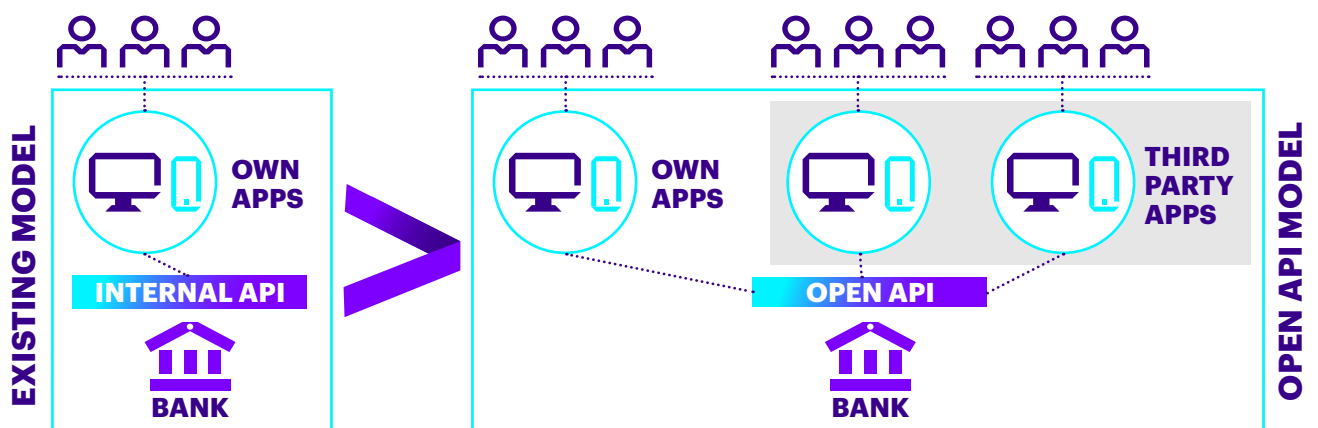 EXISTING MODEL
OWN
APPS
INTERNAL API
BANK
OWN
APPS
THIRD
PARTY
APPS
OPEN API
BANK
OPEN API MODEL